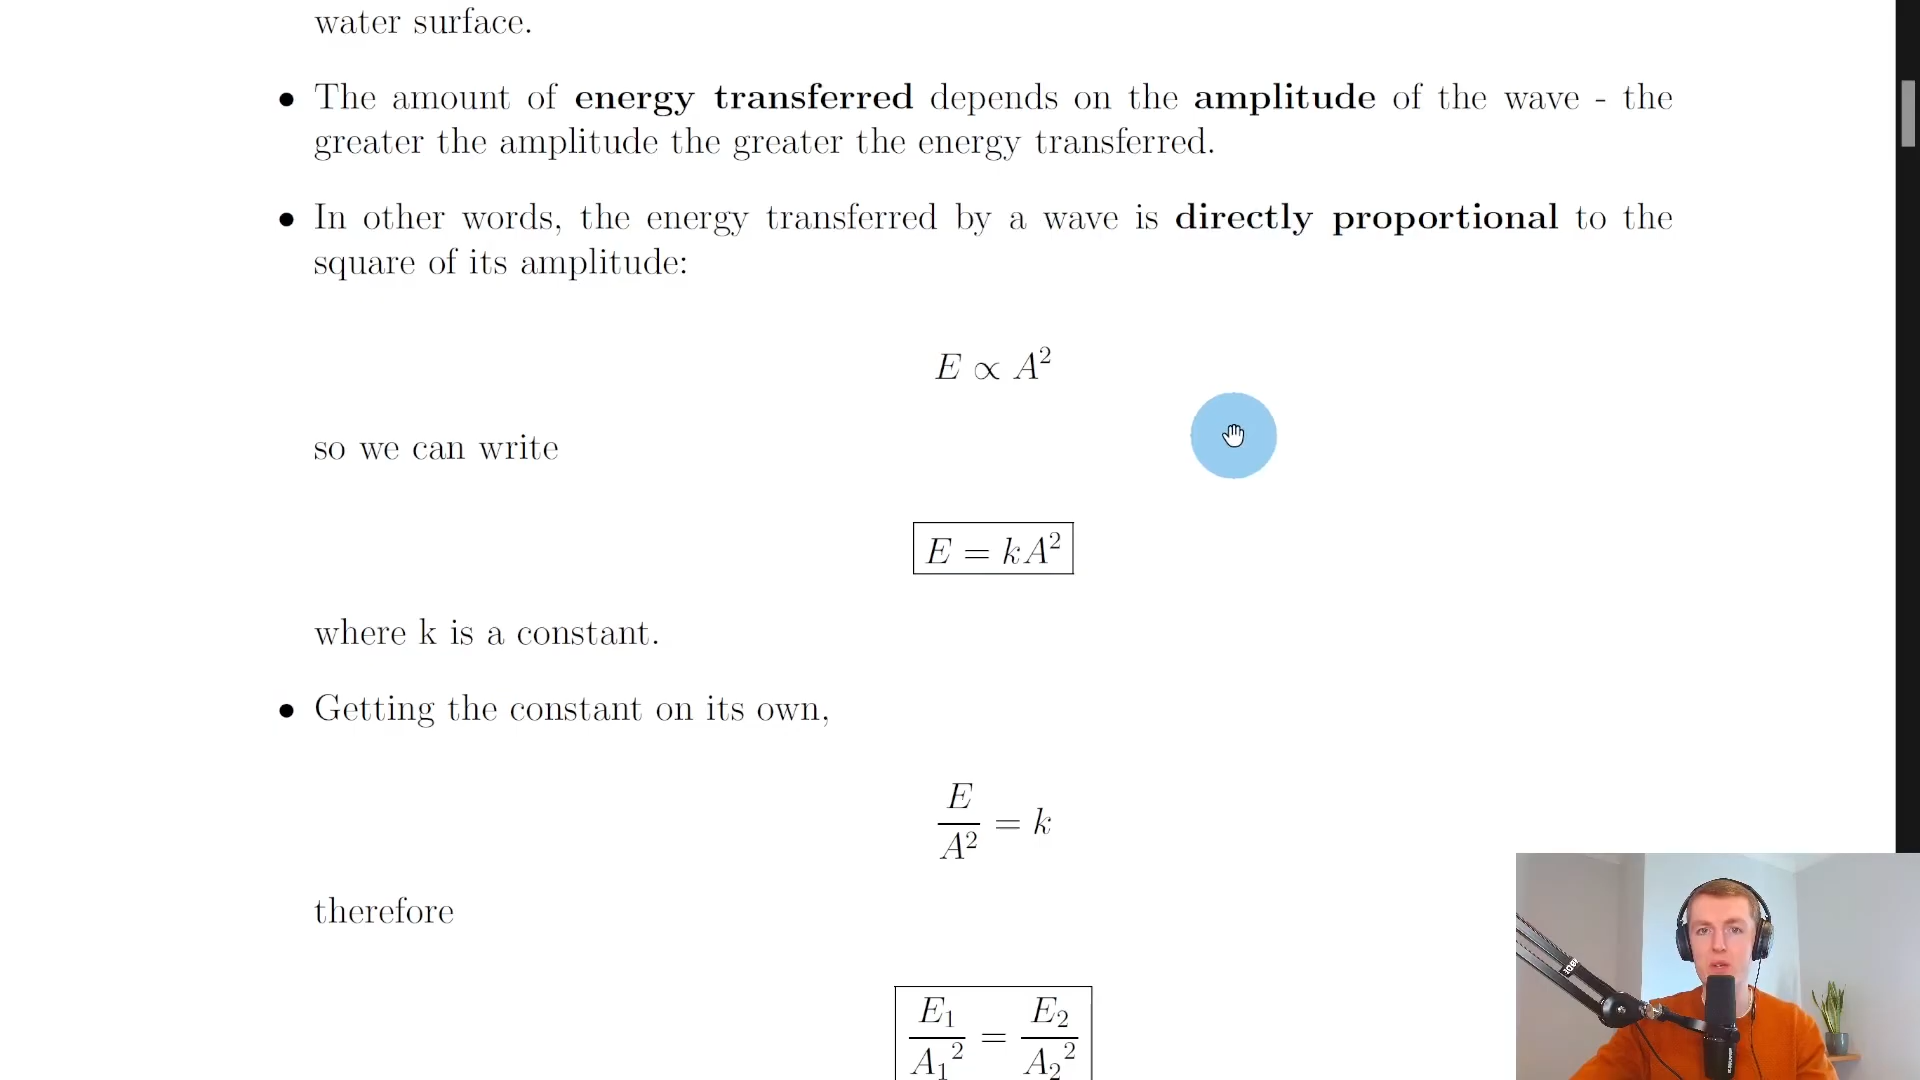 water surface.
• The amount of energy transferred depends on the amplitude of the wave - the
greater the amplitude the greater the energy transferred.
• In other words, the energy transferred by a wave is directly proportional to the
square of its amplitude:
E ∝ A²
so we can write
E = kA²
where k is a constant.
• Getting the constant on its own,
E/A² = k
therefore
E₁/A₁² = E₂/A₂²